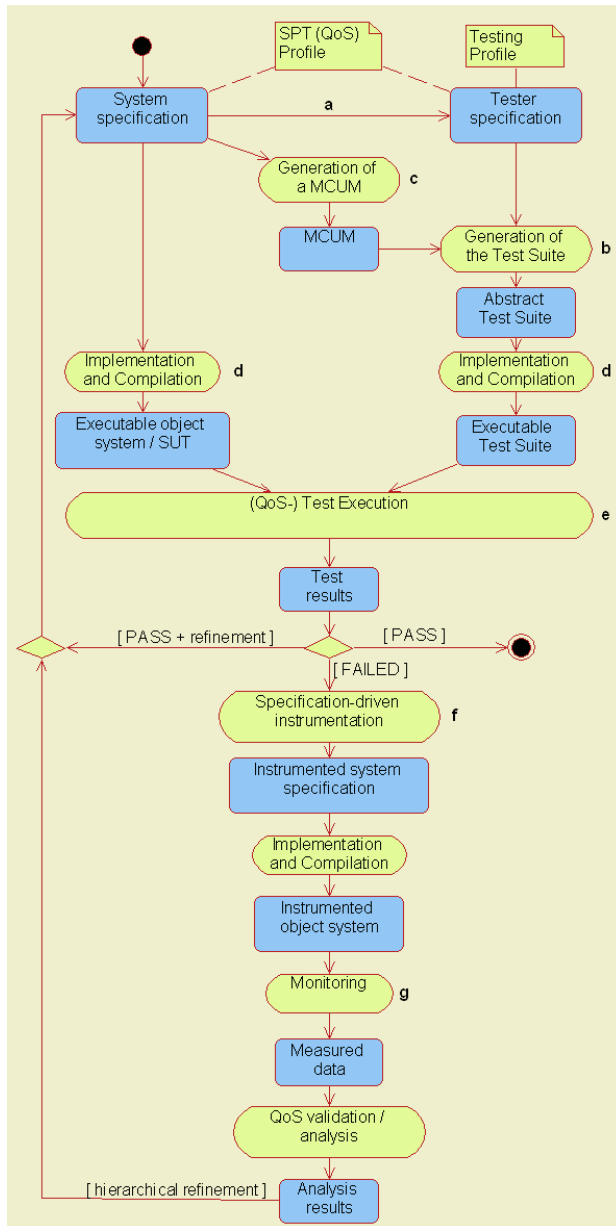 SPT (QoS)
Profile
Testing
Profile
System
specification
a
Tester
specification
Generation of
a MCUM
c
MCUM
Generation of
the Test Suite
b
Abstract
Test Suite
Implementation
and Compilation
d
Implementation
and Compilation
d
Executable object
system / SUT
Executable
Test Suite
(QoS-) Test Execution
e
Test
results
[ PASS + refinement ]
[ PASS ]
[ FAILED ]
Specification-driven
instrumentation
f
Instrumented system
specification
Implementation
and Compilation
Instrumented
object system
Monitoring
g
Measured
data
QoS validation /
analysis
[ hierarchical refinement ]
Analysis
results